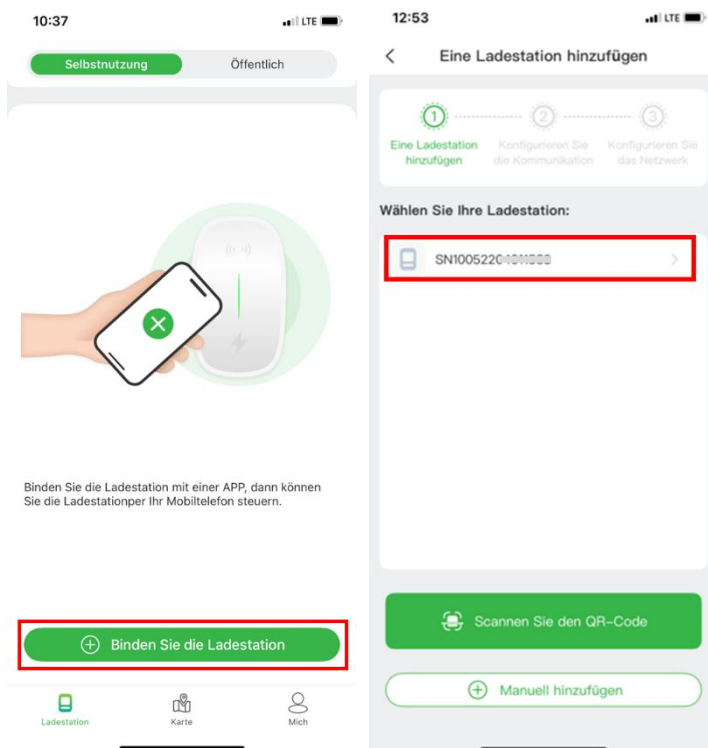 10:37
LTE
Selbstnutzung
Öffentlich
Binden Sie die Ladestation mit einer APP, dann können
Sie die Ladestationper Ihr Mobiltelefon steuern.
Binden Sie die Ladestation
Ladestation
Karte
Mich
12:53
LTE
Eine Ladestation hinzufügen
1
2
3
Eine Ladestation
hinzufügen
Konfigurieren Sie
die Kommunikation
Konfigurieren Sie
das Netzwerk
Wählen Sie Ihre Ladestation:
Scannen Sie den QR-Code
Manuell hinzufügen